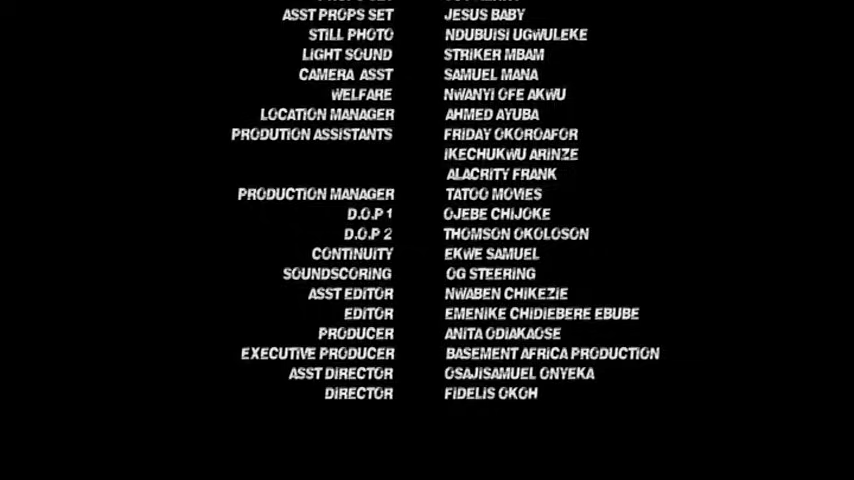 ASST PROPS SET JESUS BABY
STILL PHOTO NDUBUISI UGWULEKE
LIGHT SOUND STRIKER MBAM
CAMERA ASST SAMUEL MANA
WELFARE NWANYI OFE AKWU
LOCATION MANAGER AHMED AYUBA
PRODUTION ASSISTANTS FRIDAY OKOROAFOR
IKECHUKWU ARINZE
ALACRITY FRANK
PRODUCTION MANAGER TATOO MOVIES
D.O.P 1 OJEBE CHIJOKE
D.O.P 2 THOMSON OKOLOSON
CONTINUITY EKWE SAMUEL
SOUNDSCORING OG STEERING
ASST EDITOR NWABEN CHIKEZIE
EDITOR EMENIKE CHIDIEBERE EBUBE
PRODUCER ANITA ODIAKAOSE
EXECUTIVE PRODUCER BASEMENT AFRICA PRODUCTION
ASST DIRECTOR OSAJISAMUEL ONYEKA
DIRECTOR FIDELIS OKOH